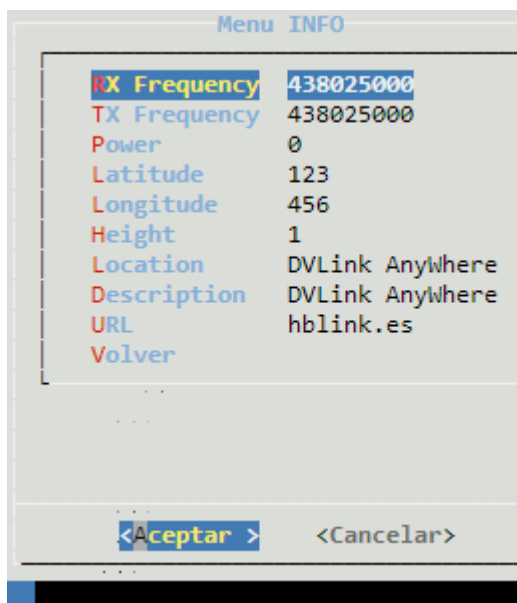 Menu INFO
RX Frequency 438025000
TX Frequency 438025000
Power 0
Latitude 123
Longitude 456
Height 1
Location DVLink AnyWhere
Description DVLink AnyWhere
URL hblink.es
Volver
<Aceptar > <Cancelar>